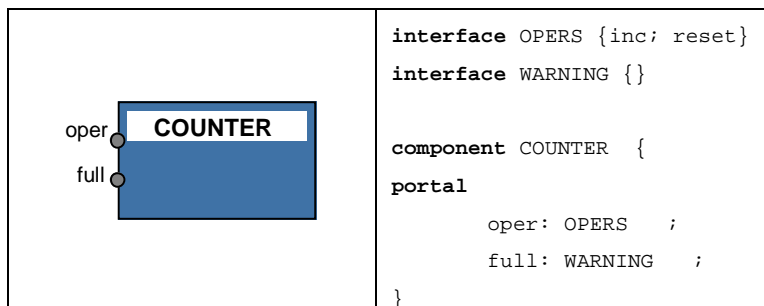 oper
COUNTER
full
interface OPERS {inc; reset}
interface WARNING {}
component COUNTER {
portal
oper: OPERS ;
full: WARNING ;
}